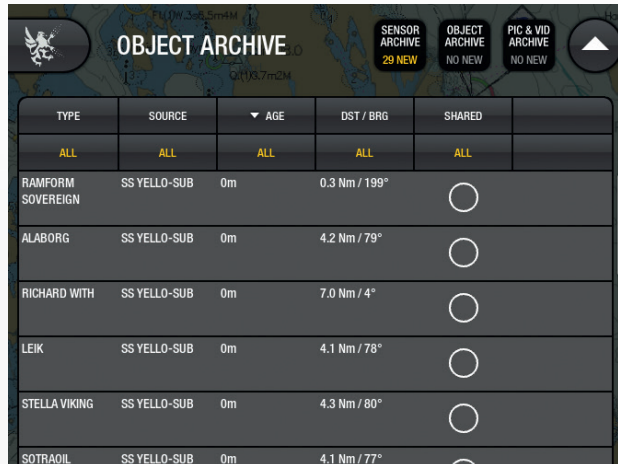 OBJECT ARCHIVE
SENSOR
ARCHIVE
29 NEW
OBJECT
ARCHIVE
NO NEW
PIC & VID
ARCHIVE
NO NEW
TYPE SOURCE AGE DST / BRG SHARED
ALL ALL ALL ALL ALL
RAMFORM SS YELLO-SUB 0m 0.3 Nm / 199°
SOVEREIGN
ALABORG SS YELLO-SUB 0m 4.2 Nm / 79°
RICHARD WITH SS YELLO-SUB 0m 7.0 Nm / 4°
LEIK SS YELLO-SUB 0m 4.1 Nm / 78°
STELLA VIKING SS YELLO-SUB 0m 4.3 Nm / 80°
SOTRAOIL SS YELLO-SUB 0m 4.1 Nm / 77°